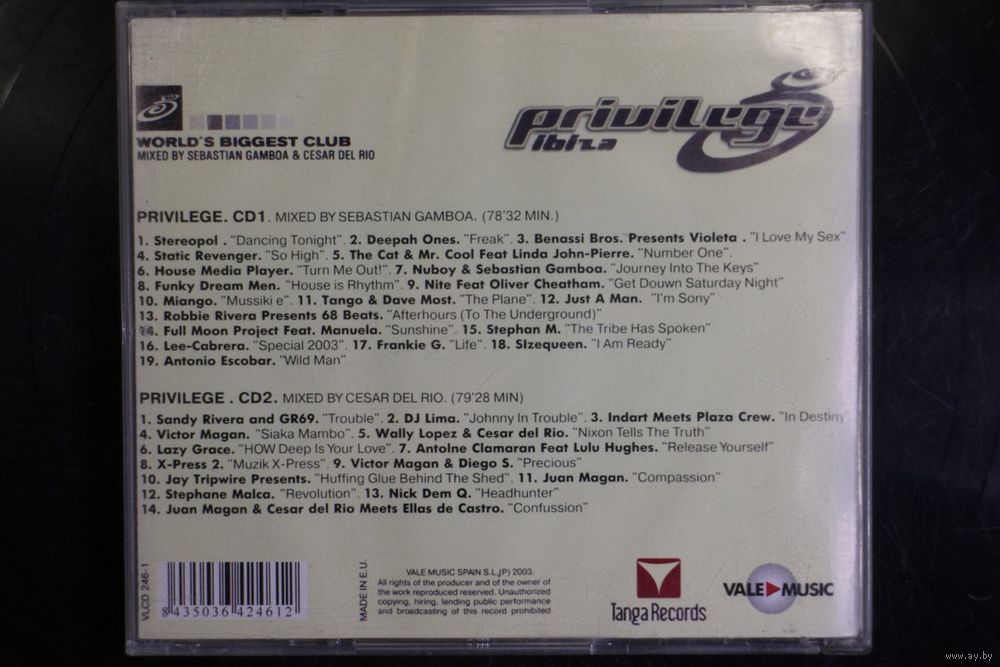 privilege
ibiza
WORLD'S BIGGEST CLUB
MIXED BY SEBASTIAN GAMBOA & CESAR DEL RIO
PRIVILEGE. CD1. MIXED BY SEBASTIAN GAMBOA. (78'32 MIN.)
1. Stereopol . "Dancing Tonight". 2. Deepah Ones. "Freak". 3. Benassi Bros. Presents Violeta . "I Love My Sex".
4. Static Revenger. "So High". 5. The Cat & Mr. Cool Feat Linda John-Pierre. "Number One".
6. House Media Player. "Turn Me Out!". 7. Nuboy & Sebastian Gamboa. "Journey Into The Keys"
8. Funky Dream Men. "House is Rhythm". 9. Nite Feat Oliver Cheatham. "Get Douwn Saturday Night"
10. Miango. "Mussiki e". 11. Tango & Dave Most. "The Plane". 12. Just A Man. "I'm Sony"
13. Robbie Rivera Presents 68 Beats. "Afterhours (To The Underground)"
14. Full Moon Project Feat. Manuela. "Sunshine". 15. Stephan M. "The Tribe Has Spoken"
16. Lee-Cabrera. "Special 2003". 17. Frankie G. "Life". 18. SIzequeen. "I Am Ready"
19. Antonio Escobar. "Wild Man"
PRIVILEGE . CD2. MIXED BY CESAR DEL RIO. (79'28 MIN)
1. Sandy Rivera and GR69. "Trouble". 2. DJ Lima. "Johnny In Trouble". 3. Indart Meets Plaza Crew. "In Destiny"
4. Victor Magan. "Siaka Mambo". 5. Wally Lopez & Cesar del Rio. "Nixon Tells The Truth"
6. Lazy Grace. "HOW Deep Is Your Love". 7. Antolne Clamaran Feat Lulu Hughes. "Release Yourself"
8. X-Press 2. "Muzik X-Press". 9. Victor Magan & Diego S. "Precious"
10. Jay Tripwire Presents. "Huffing Glue Behind The Shed". 11. Juan Magan. "Compassion"
12. Stephane Malca. "Revolution". 13. Nick Dem Q. "Headhunter"
14. Juan Magan & Cesar del Rio Meets Ellas de Castro. "Confussion"
VLCD 246-1
8 435036 424612
MADE IN E.U.
VALE MUSIC SPAIN S.L.(P) 2003.
All rights of the producer and of the owner of
the work reproduced reserved. Unauthorized
copying, hiring, lending public performance
and broadcasting of this record prohibited
Tanga Records
VALE MUSIC
www.ay.by